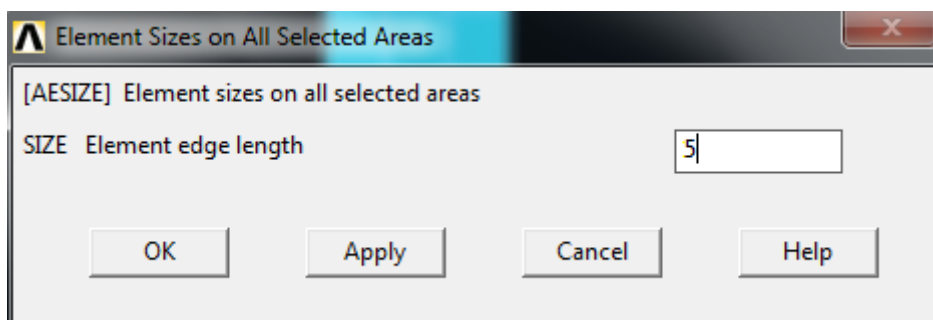 Element Sizes on All Selected Areas
[AESIZE] Element sizes on all selected areas
SIZE Element edge length 5
OK Apply Cancel Help